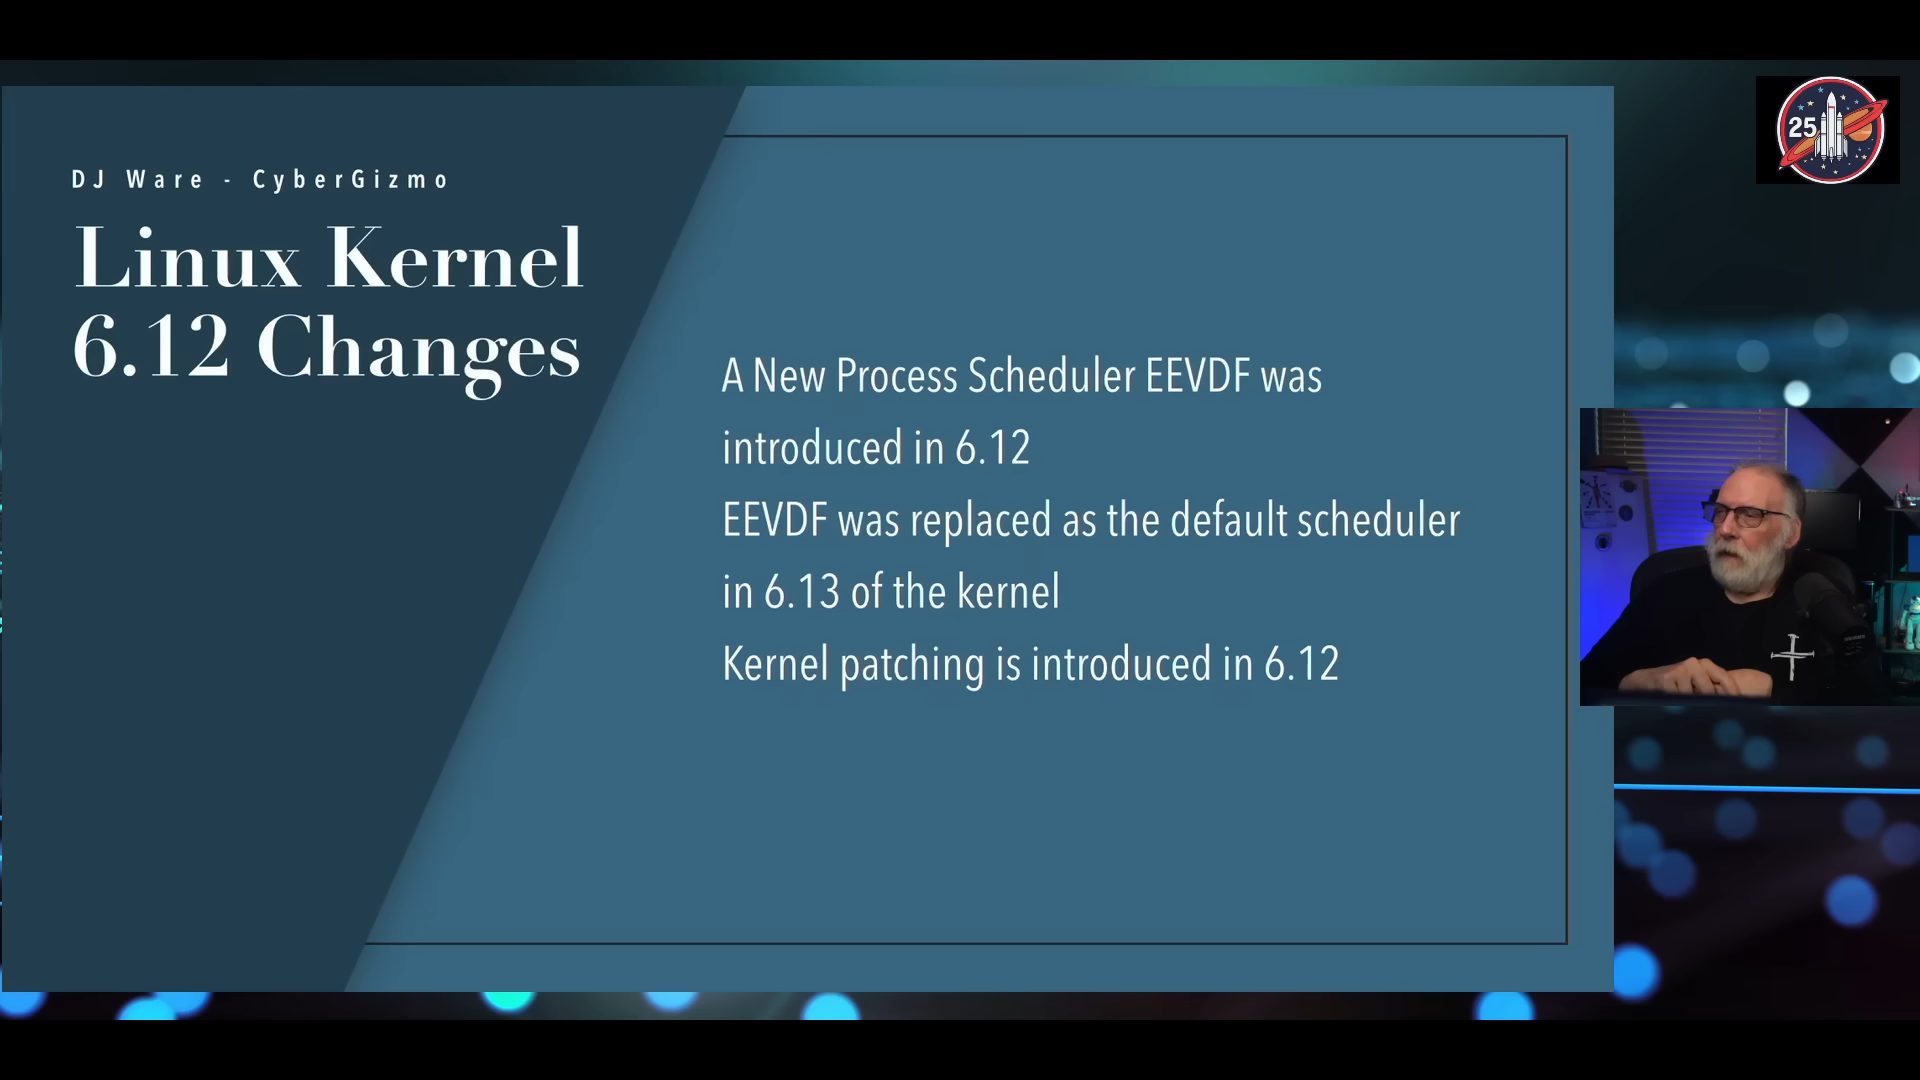 DJ Ware - CyberGizmo
Linux Kernel
6.12 Changes
A New Process Scheduler EEVDF was
introduced in 6.12
EEVDF was replaced as the default scheduler
in 6.13 of the kernel
Kernel patching is introduced in 6.12
25